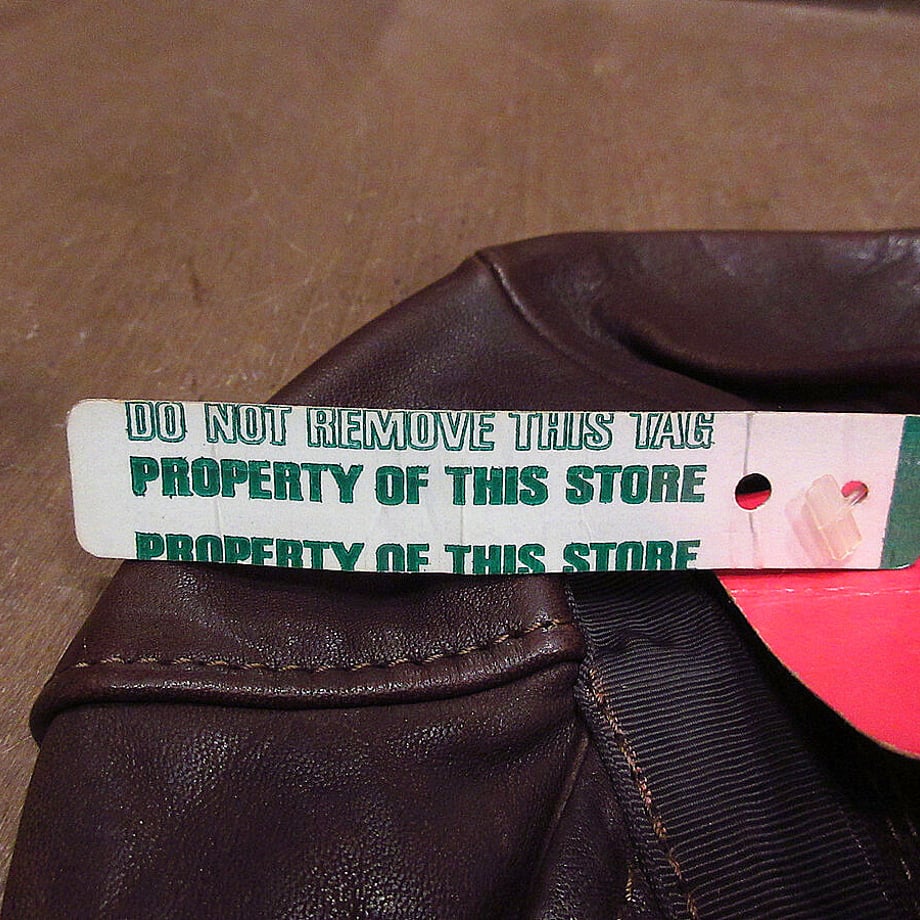 DO NOT REMOVE THIS TAG
PROPERTY OF THIS STORE
PROPERTY OF THIS STORE